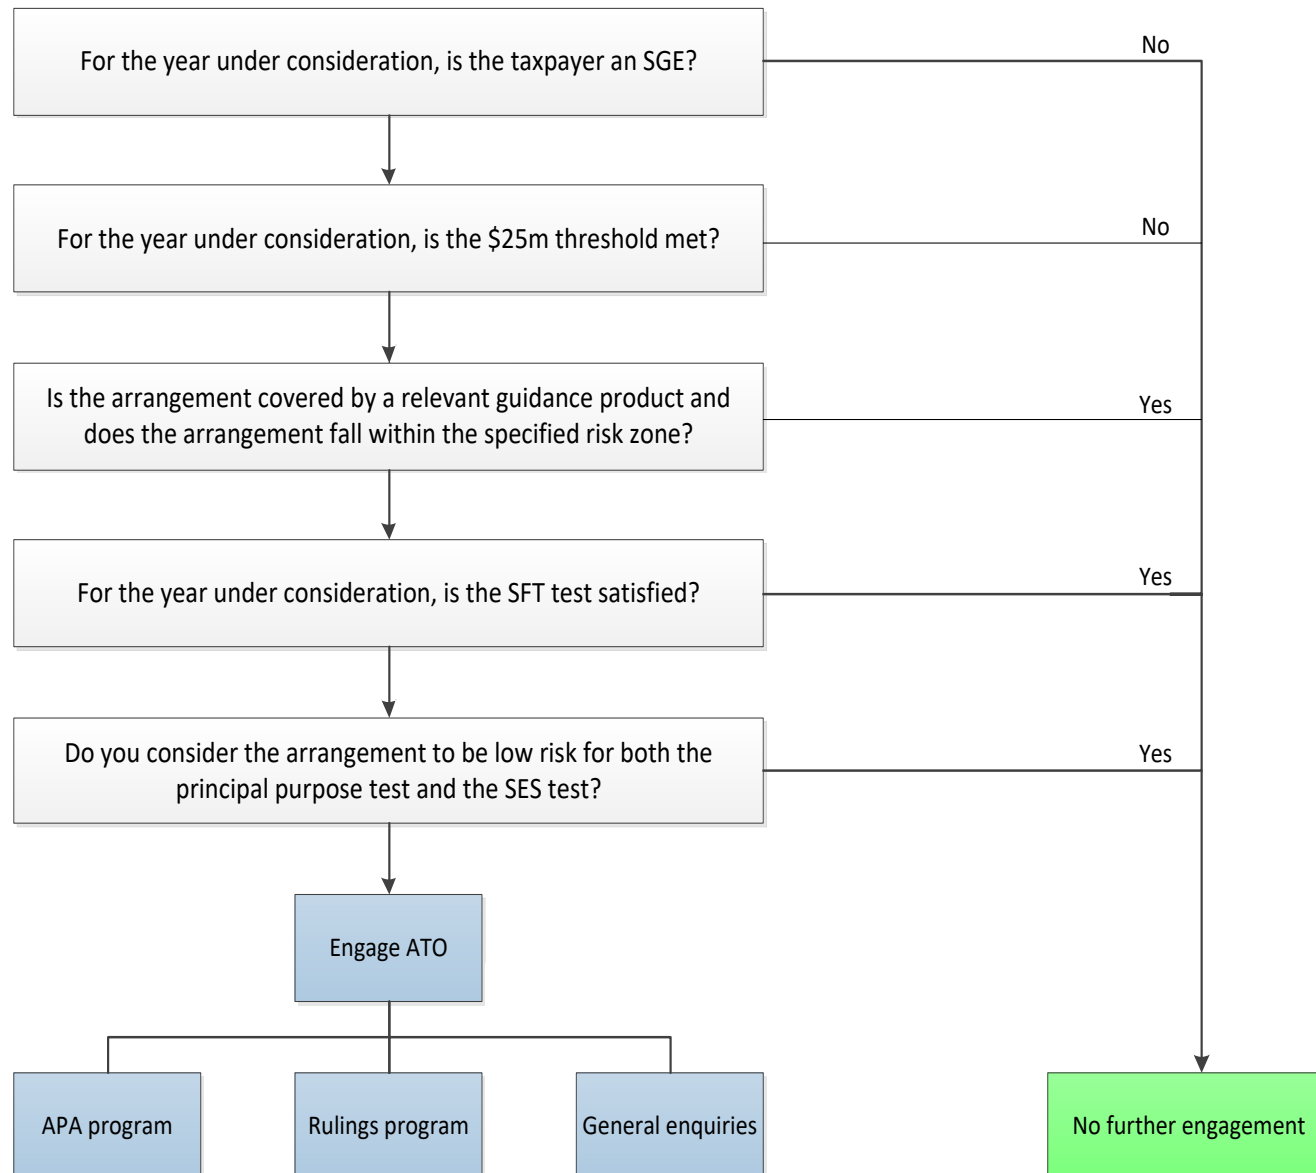 For the year under consideration, is the taxpayer an SGE?
No
For the year under consideration, is the $25m threshold met?
No
Is the arrangement covered by a relevant guidance product and
does the arrangement fall within the specified risk zone?
Yes
For the year under consideration, is the SFT test satisfied?
Yes
Do you consider the arrangement to be low risk for both the
principal purpose test and the SES test?
Yes
Engage ATO
APA program
Rulings program
General enquiries
No further engagement